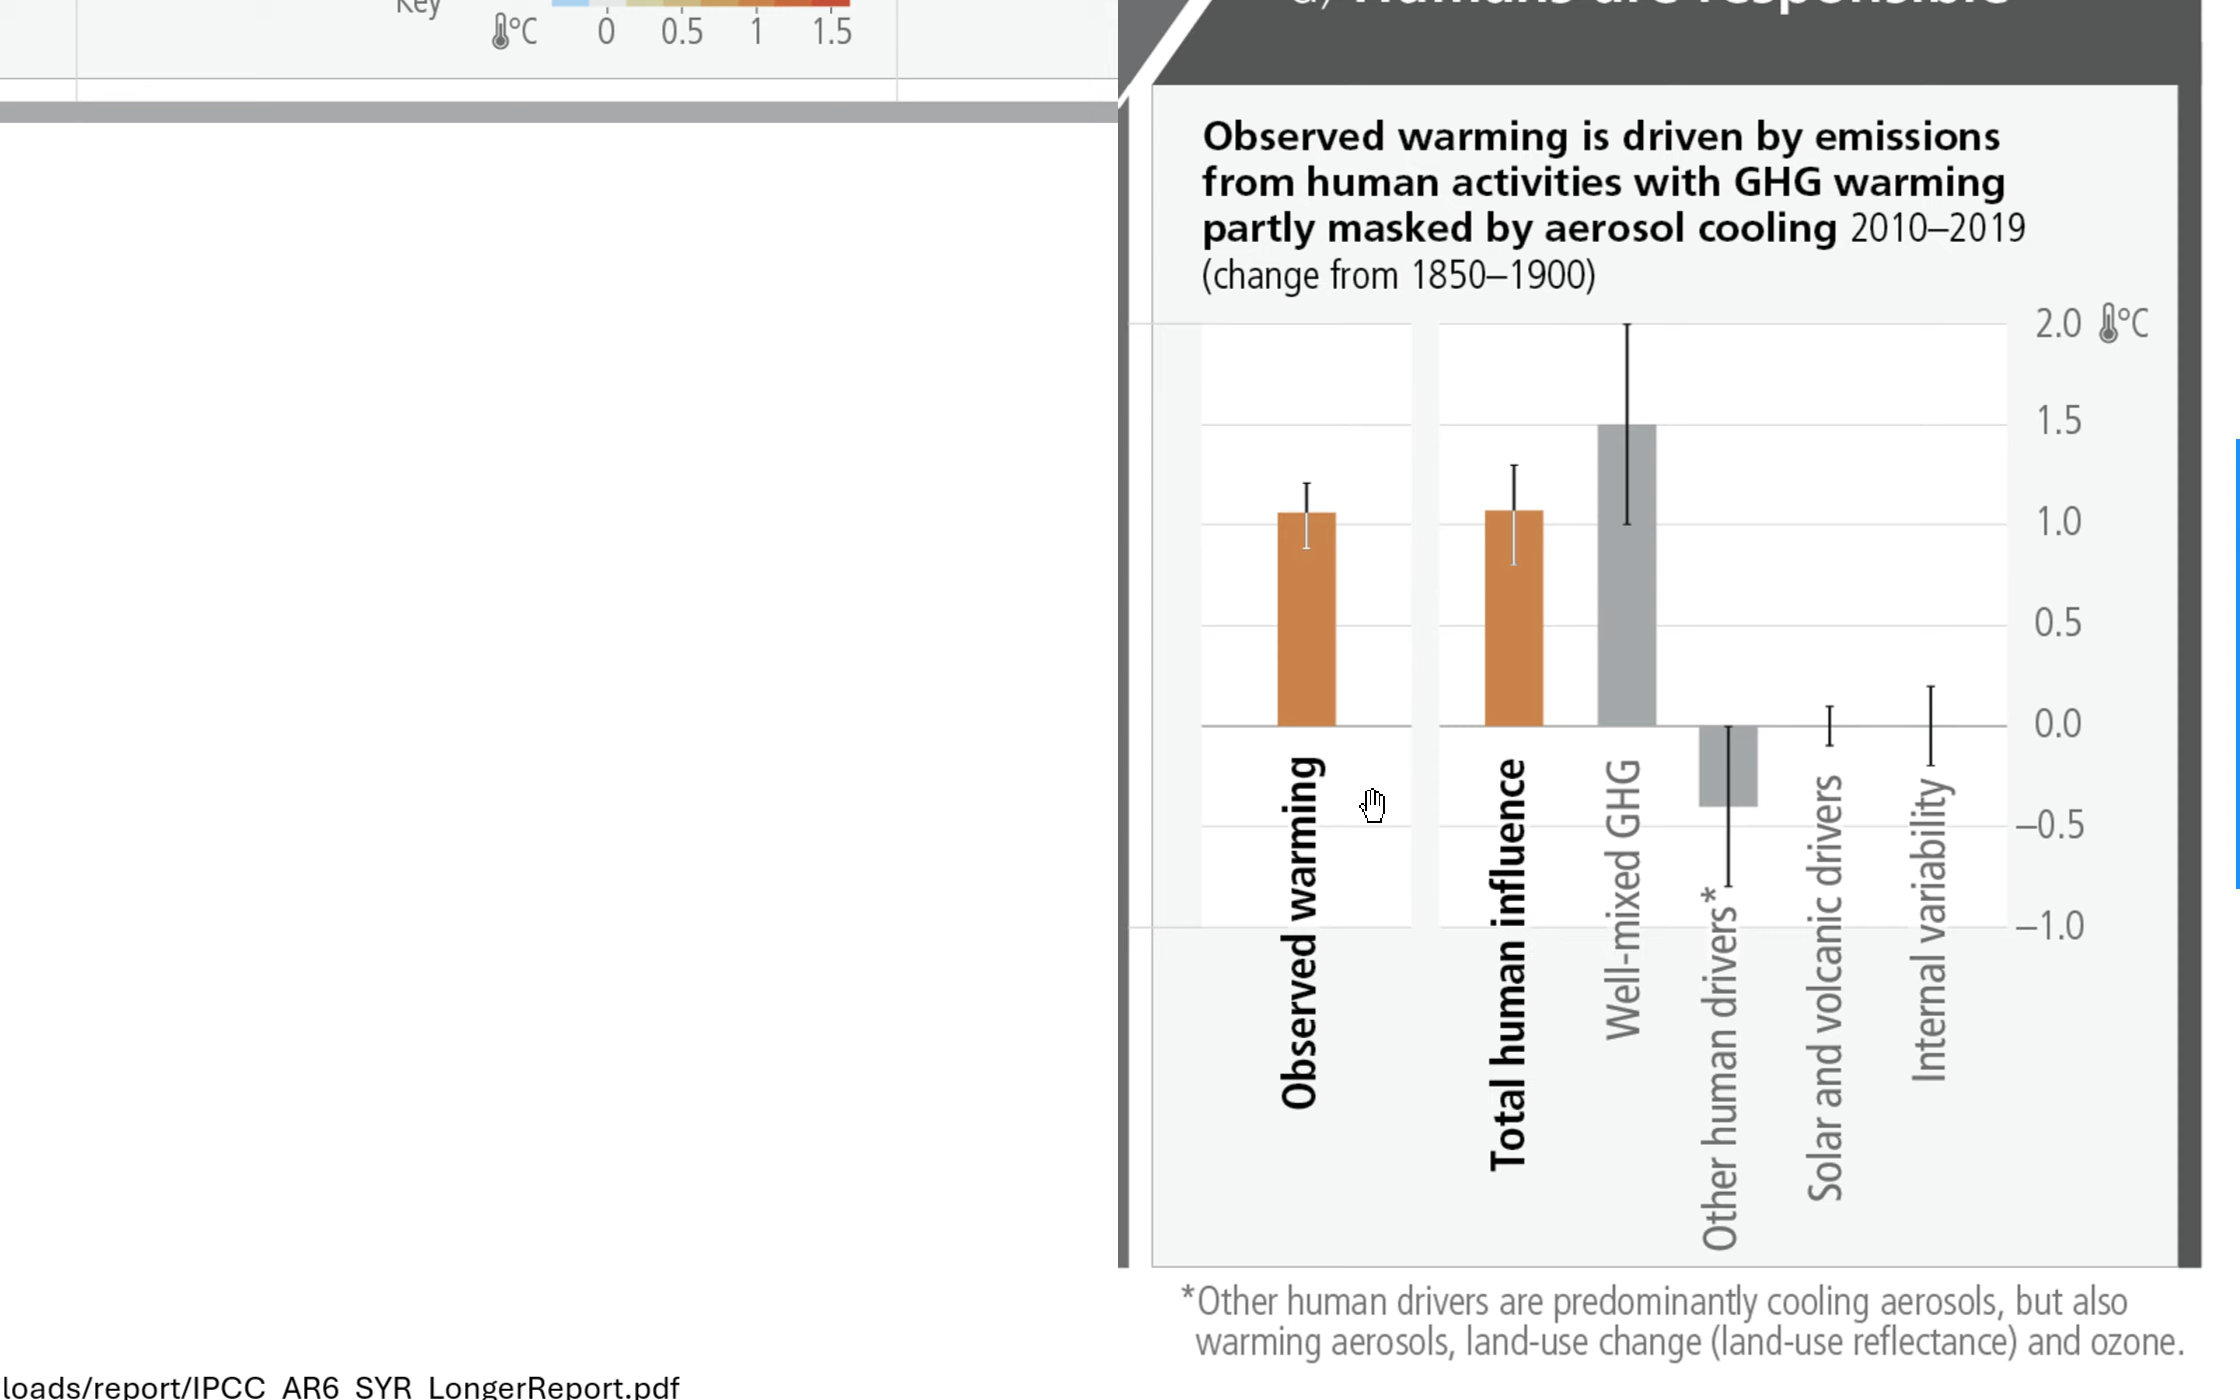 Key
°C 0 0.5 1 1.5
d) Humans are responsible
Observed warming is driven by emissions
from human activities with GHG warming
partly masked by aerosol cooling 2010–2019
(change from 1850–1900)
2.0 °C
1.5
1.0
0.5
0.0
–0.5
–1.0
Observed warming
Total human influence
Well-mixed GHG
Other human drivers*
Solar and volcanic drivers
Internal variability
*Other human drivers are predominantly cooling aerosols, but also
warming aerosols, land-use change (land-use reflectance) and ozone.
loads/report/IPCC_AR6_SYR_LongerReport.pdf